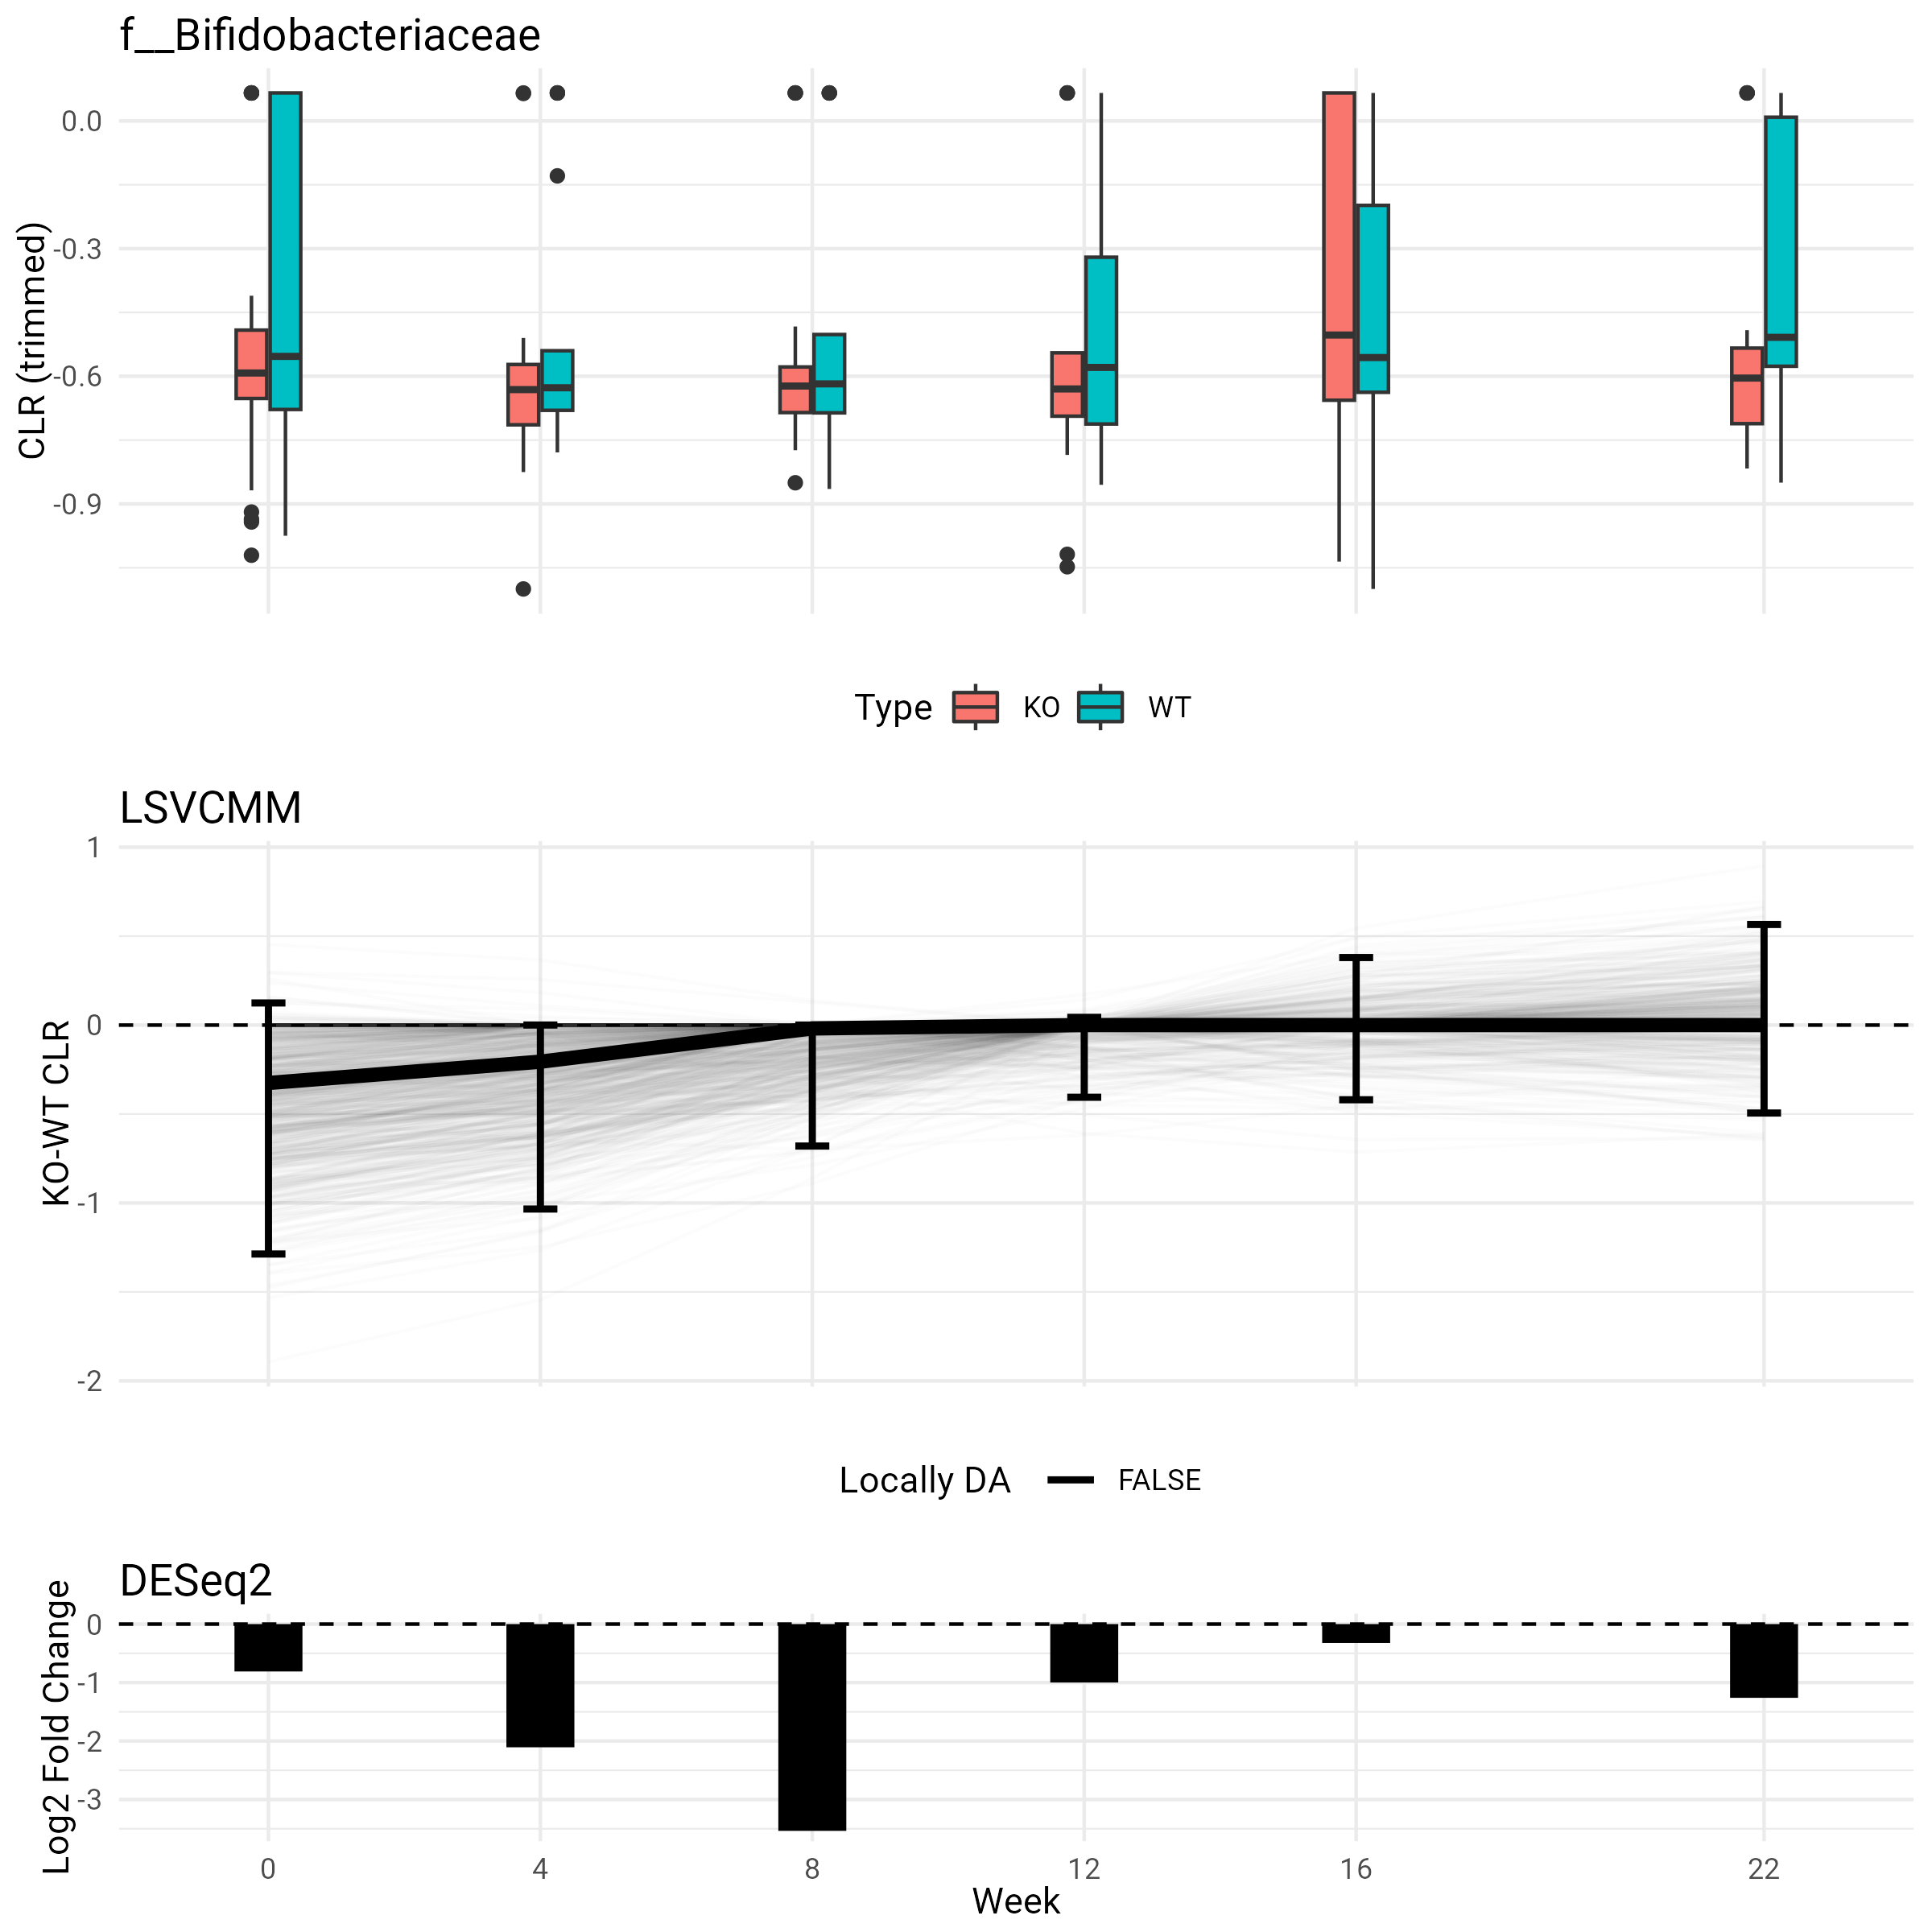 f__Bifidobacteriaceae
CLR (trimmed)
0.0
-0.3
-0.6
-0.9
Type KO WT
LSVCMM
KO-WT CLR
1
0
-1
-2
Locally DA FALSE
DESeq2
Log2 Fold Change
0
-1
-2
-3
0 4 8 12 16 22
Week